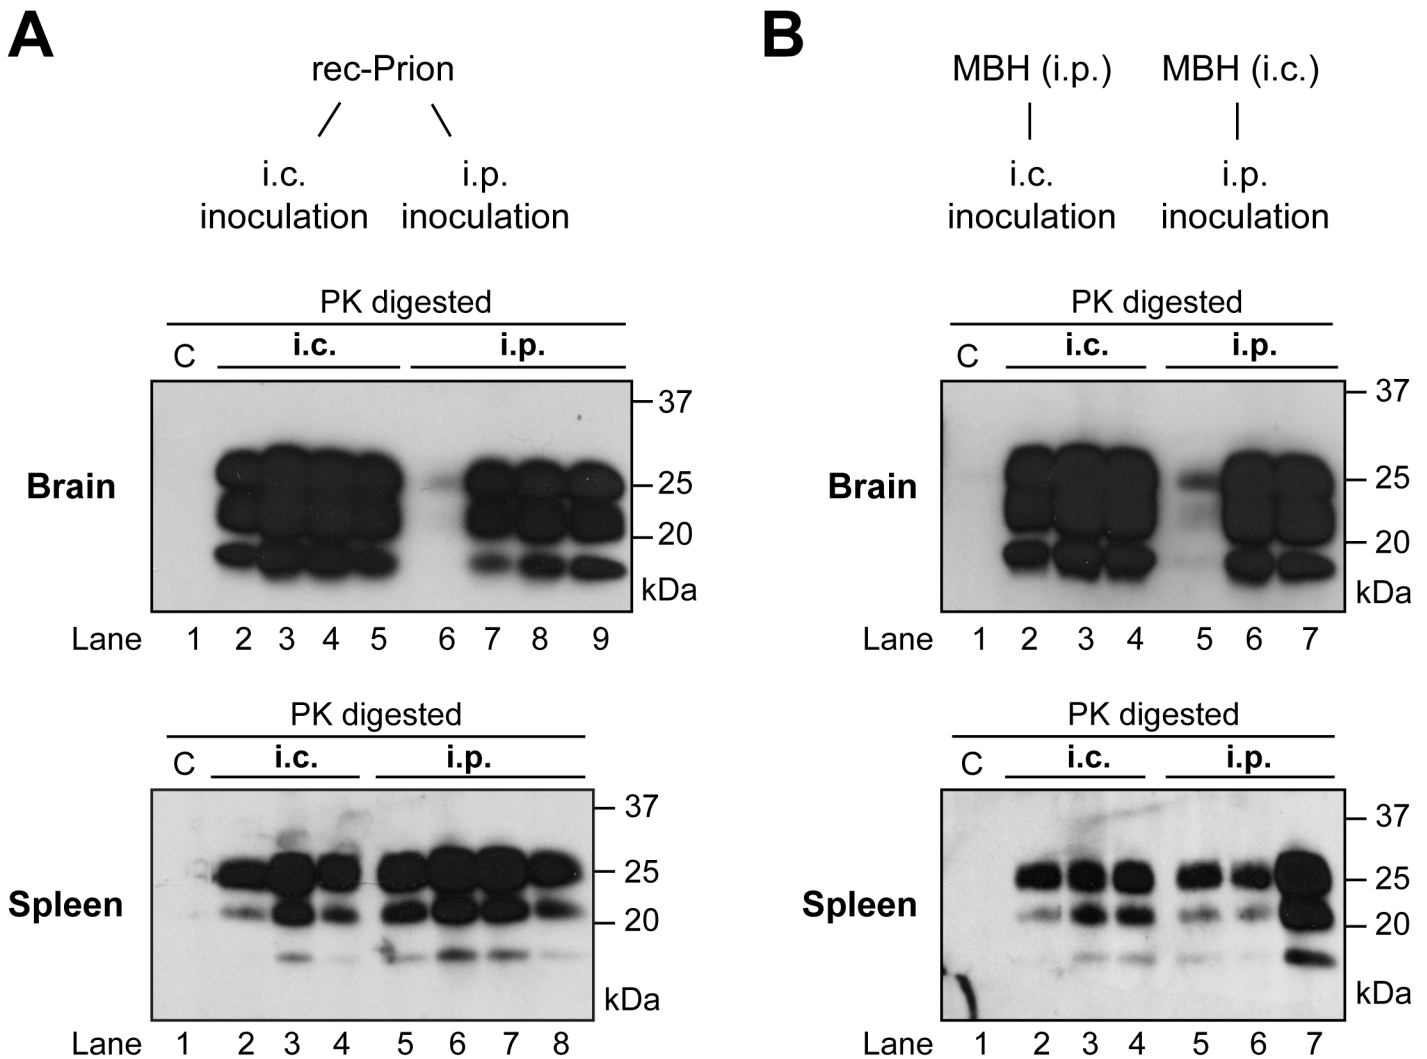 A
rec-Prion
i.c.
inoculation
i.p.
inoculation
PK digested
C
i.c.
i.p.
37
25
20
kDa
Brain
Lane 1 2 3 4 5 6 7 8 9
PK digested
C
i.c.
i.p.
37
25
20
kDa
Spleen
Lane 1 2 3 4 5 6 7 8
B
MBH (i.p.)
MBH (i.c.)
i.c.
inoculation
i.p.
inoculation
PK digested
C
i.c.
i.p.
37
25
20
kDa
Brain
Lane 1 2 3 4 5 6 7
PK digested
C
i.c.
i.p.
37
25
20
kDa
Spleen
Lane 1 2 3 4 5 6 7